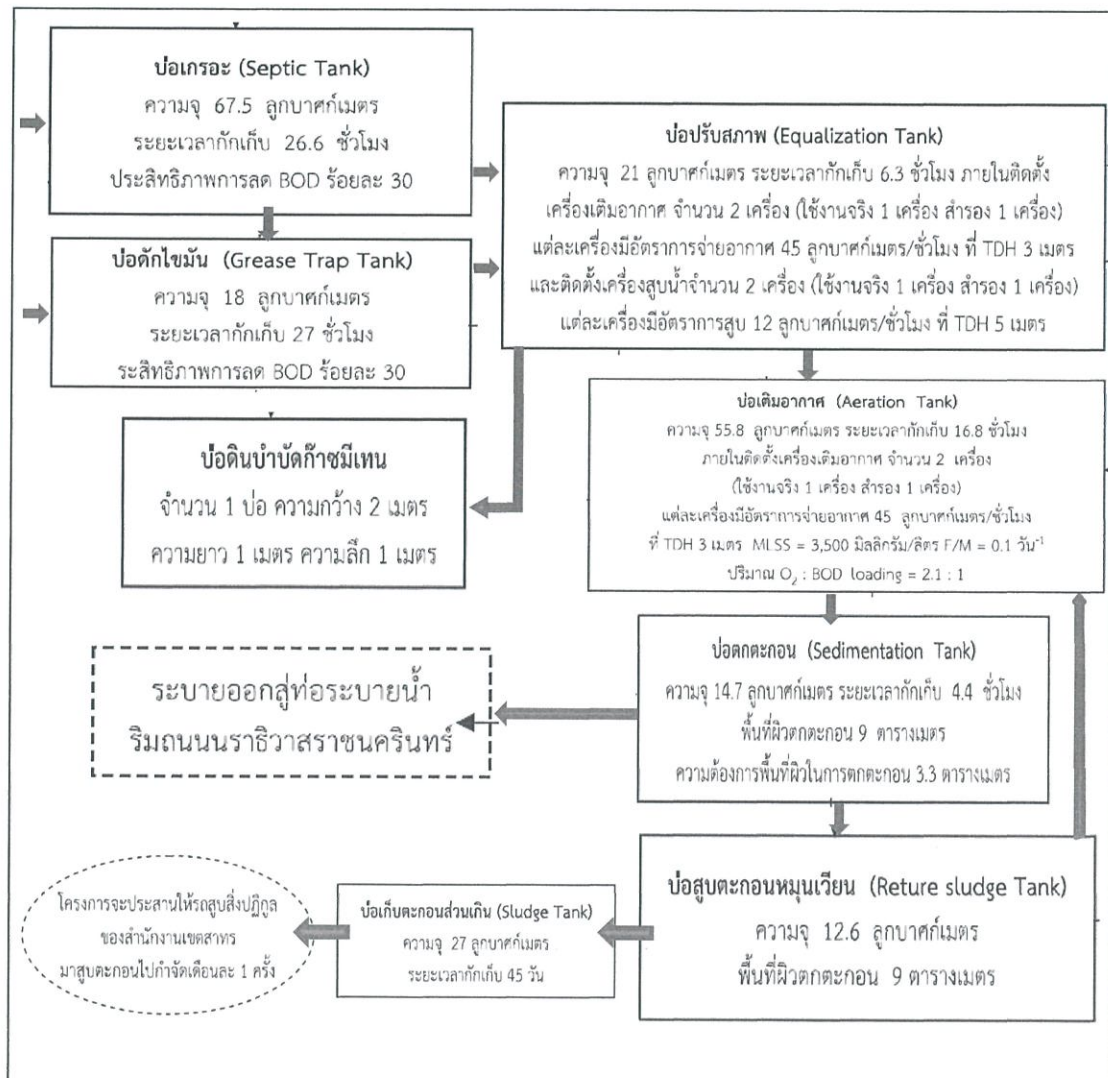 บ่อเกรอะ (Septic Tank)
ความจุ 67.5 ลูกบาศก์เมตร
ระยะเวลากักเก็บ 26.6 ชั่วโมง
ประสิทธิภาพการลด BOD ร้อยละ 30
บ่อดักไขมัน (Grease Trap Tank)
ความจุ 18 ลูกบาศก์เมตร
ระยะเวลากักเก็บ 27 ชั่วโมง
ระสิทธิภาพการลด BOD ร้อยละ 30
บ่อปรับสภาพ (Equalization Tank)
ความจุ 21 ลูกบาศก์เมตร ระยะเวลากักเก็บ 6.3 ชั่วโมง ภายในติดตั้ง
เครื่องเติมอากาศ จำนวน 2 เครื่อง (ใช้งานจริง 1 เครื่อง สำรอง 1 เครื่อง)
แต่ละเครื่องมีอัตราการจ่ายอากาศ 45 ลูกบาศก์เมตร/ชั่วโมง ที่ TDH 3 เมตร
และติดตั้งเครื่องสูบน้ำจำนวน 2 เครื่อง (ใช้งานจริง 1 เครื่อง สำรอง 1 เครื่อง)
แต่ละเครื่องมีอัตราการสูบ 12 ลูกบาศก์เมตร/ชั่วโมง ที่ TDH 5 เมตร
บ่อดินบำบัดก๊าซมีเทน
จำนวน 1 บ่อ ความกว้าง 2 เมตร
ความยาว 1 เมตร ความลึก 1 เมตร
บ่อเติมอากาศ (Aeration Tank)
ความจุ 55.8 ลูกบาศก์เมตร ระยะเวลากักเก็บ 16.8 ชั่วโมง
ภายในติดตั้งเครื่องเติมอากาศ จำนวน 2 เครื่อง
(ใช้งานจริง 1 เครื่อง สำรอง 1 เครื่อง)
แต่ละเครื่องมีอัตราการจ่ายอากาศ 45 ลูกบาศก์เมตร/ชั่วโมง
ที่ TDH 3 เมตร MLSS = 3,500 มิลลิกรัม/ลิตร F/M = 0.1 วัน⁻¹
ปริมาณ O₂ : BOD loading = 2.1 : 1
บ่อตกตะกอน (Sedimentation Tank)
ความจุ 14.7 ลูกบาศก์เมตร ระยะเวลากักเก็บ 4.4 ชั่วโมง
พื้นที่ผิวตกตะกอน 9 ตารางเมตร
ความต้องการพื้นที่ผิวในการตกตะกอน 3.3 ตารางเมตร
ระบายออกสู่ท่อระบายน้ำ
ริมถนนนราธิวาสราชนครินทร์
บ่อสูบตะกอนหมุนเวียน (Reture sludge Tank)
ความจุ 12.6 ลูกบาศก์เมตร
พื้นที่ผิวตกตะกอน 9 ตารางเมตร
บ่อเก็บตะกอนส่วนเกิน (Sludge Tank)
ความจุ 27 ลูกบาศก์เมตร
ระยะเวลากักเก็บ 45 วัน
โครงการจะประสานให้รถสูบสิ่งปฏิกูล
ของสำนักงานเขตสาทร
มาสูบตะกอนไปกำจัดเดือนละ 1 ครั้ง